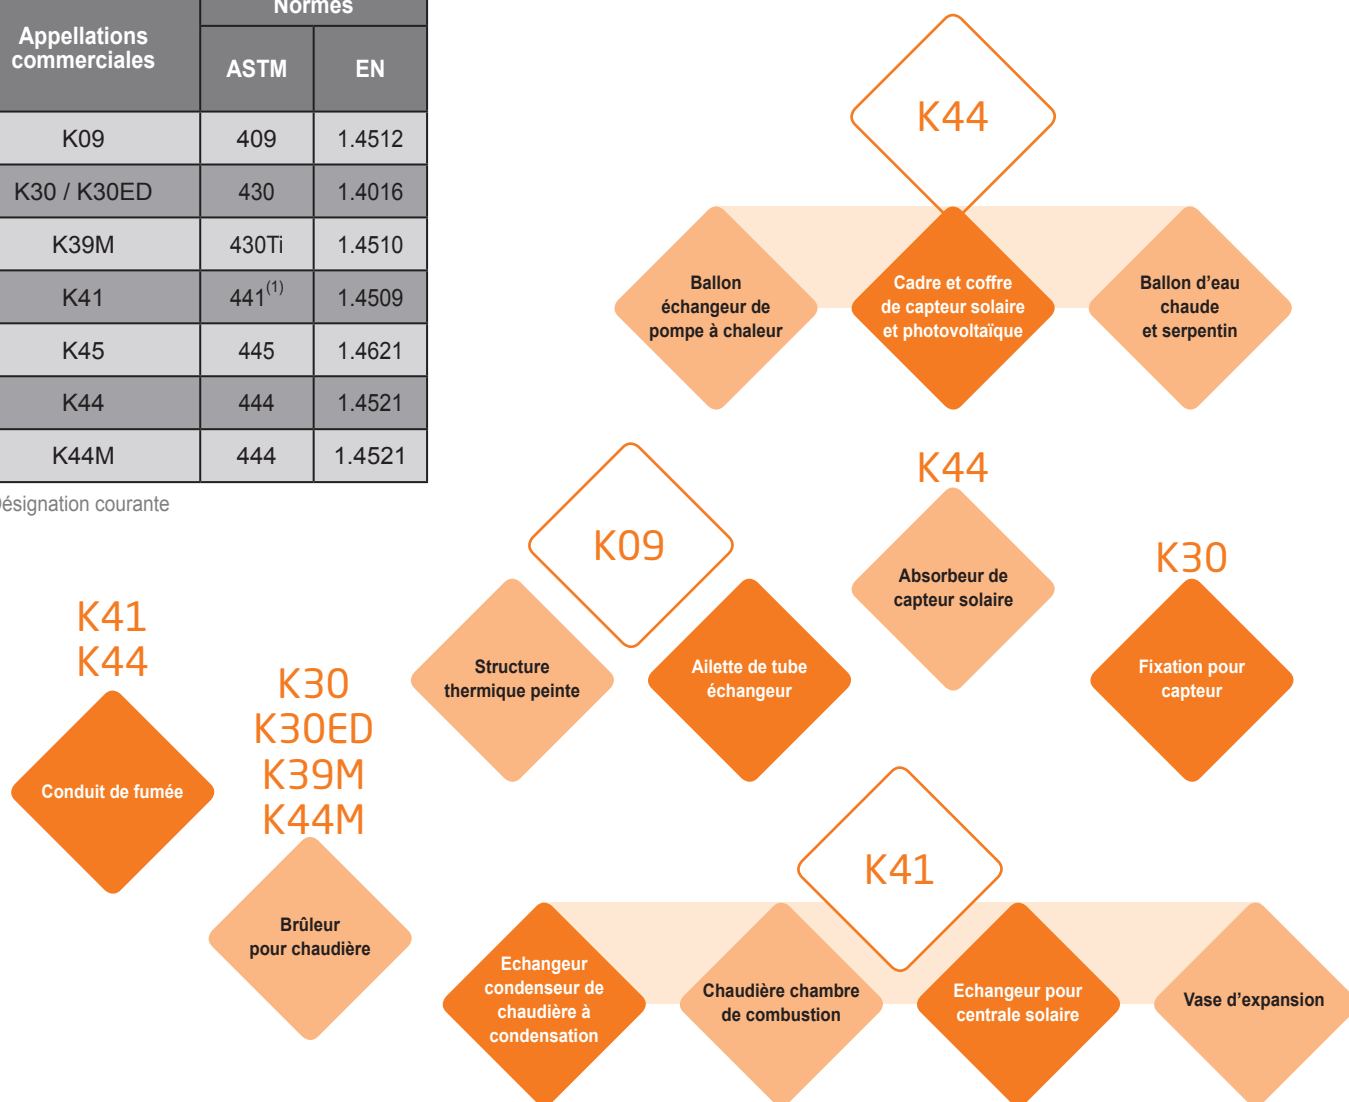 Normes
Appellations
commerciales
ASTM
EN
K09
409
1.4512
K30 / K30ED
430
1.4016
K39M
430Ti
1.4510
K41
441(1)
1.4509
K45
445
1.4621
K44
444
1.4521
K44M
444
1.4521
ésignation courante
K44
Ballon
échangeur de
pompe à chaleur
Cadre et coffre
de capteur solaire
et photovoltaïque
Ballon d’eau
chaude
et serpentin
K09
Structure
thermique peinte
Ailette de tube
échangeur
K44
Absorbeur de
capteur solaire
K30
Fixation pour
capteur
K41
K44
Conduit de fumée
K30
K30ED
K39M
K44M
Brûleur
pour chaudière
K41
Echangeur
condenseur de
chaudière à
condensation
Chaudière chambre
de combustion
Echangeur pour
centrale solaire
Vase d’expansion